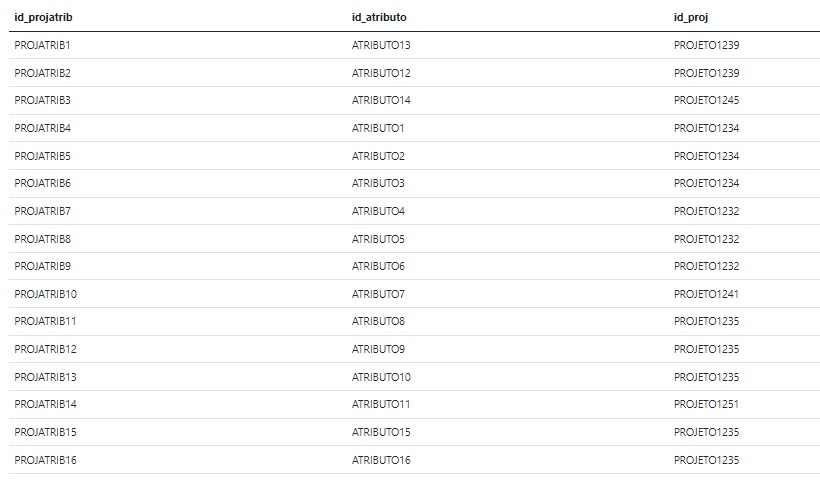 id_projatrib id_atributo id_proj
PROJATRIB1 ATRIBUTO13 PROJETO1239
PROJATRIB2 ATRIBUTO12 PROJETO1239
PROJATRIB3 ATRIBUTO14 PROJETO1245
PROJATRIB4 ATRIBUTO1 PROJETO1234
PROJATRIB5 ATRIBUTO2 PROJETO1234
PROJATRIB6 ATRIBUTO3 PROJETO1234
PROJATRIB7 ATRIBUTO4 PROJETO1232
PROJATRIB8 ATRIBUTO5 PROJETO1232
PROJATRIB9 ATRIBUTO6 PROJETO1232
PROJATRIB10 ATRIBUTO7 PROJETO1241
PROJATRIB11 ATRIBUTO8 PROJETO1235
PROJATRIB12 ATRIBUTO9 PROJETO1235
PROJATRIB13 ATRIBUTO10 PROJETO1235
PROJATRIB14 ATRIBUTO11 PROJETO1251
PROJATRIB15 ATRIBUTO15 PROJETO1235
PROJATRIB16 ATRIBUTO16 PROJETO1235